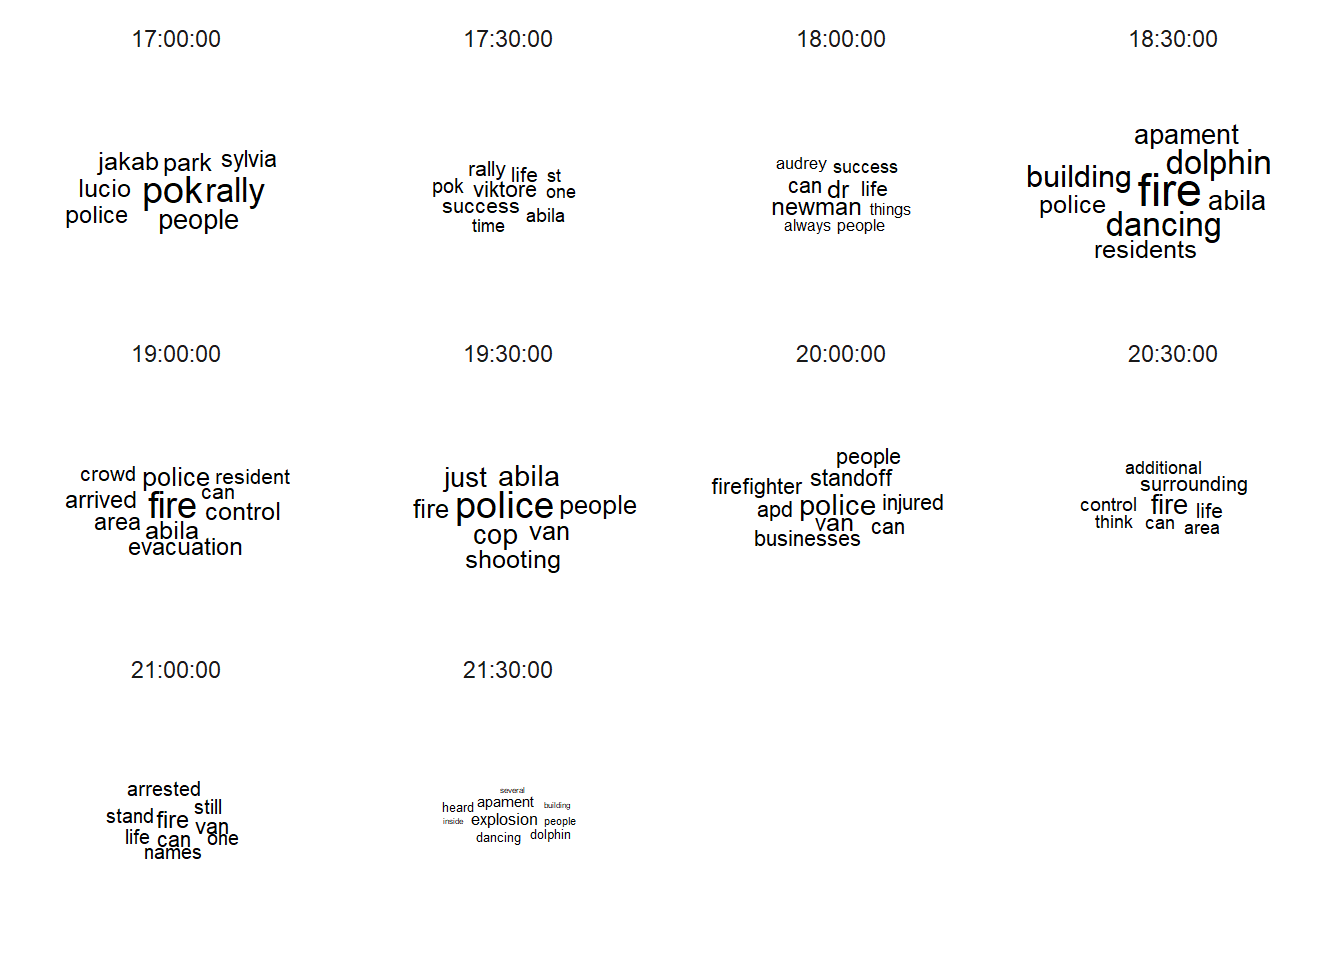 17:00:00
17:30:00
18:00:00
18:30:00
jakab park sylvia
lucio pok rally
police people
rally life st
pok viktore one
success abila
time
audrey success
can dr life
newman things
always people
apament
dolphin
building fire
police abila
dancing
residents
19:00:00
19:30:00
20:00:00
20:30:00
crowd police resident
arrived fire can
area control
abila
evacuation
just abila
fire police people
cop van
shooting
people
firefighter standoff
apd police injured
van can
businesses
additional
surrounding
control fire life
think can area
21:00:00
21:30:00
arrested
stand fire still
van
life can one
names
several
heard apament building
inside explosion people
dancing dolphin